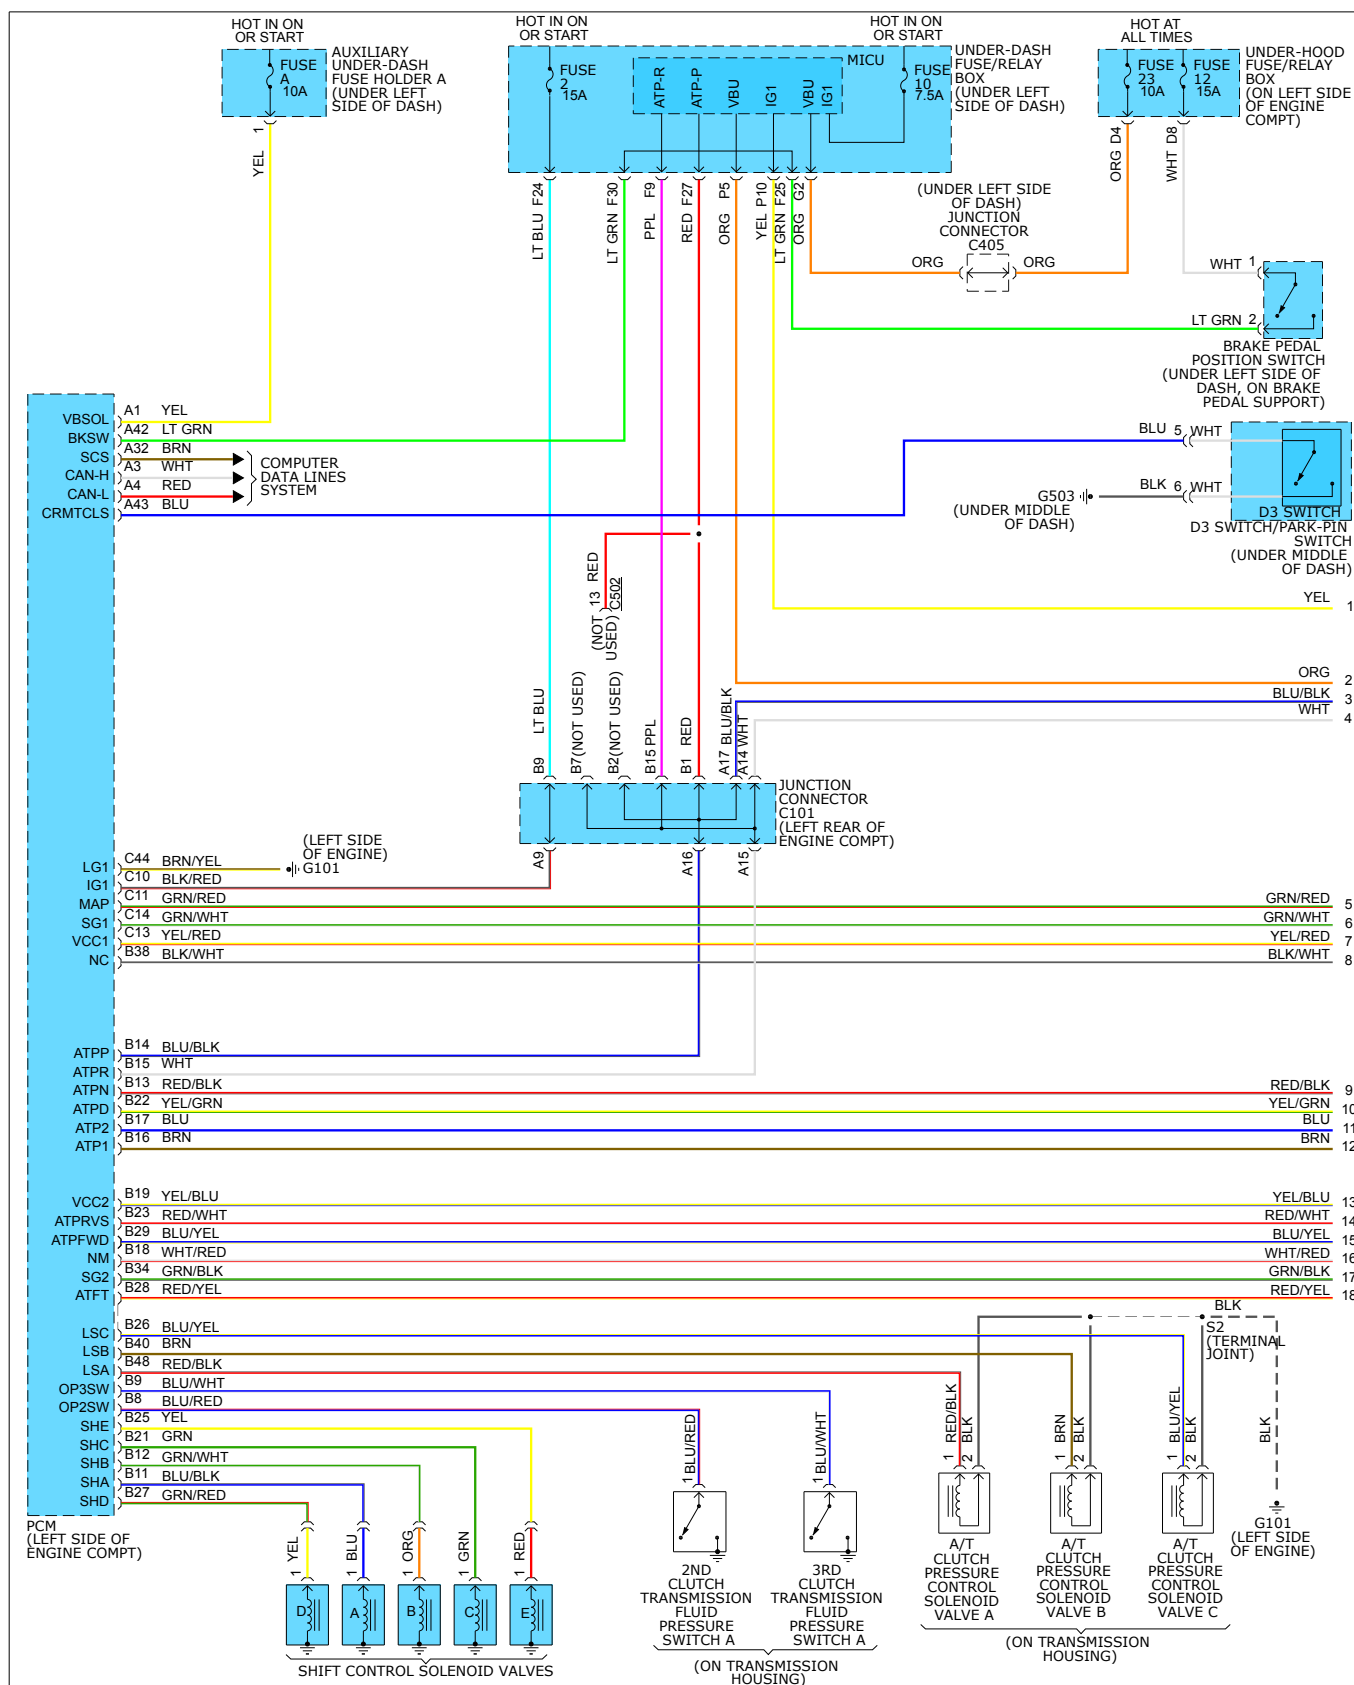 HOT IN ON
OR START
AUXILIARY
UNDER-DASH
FUSE HOLDER A
(UNDER LEFT
SIDE OF DASH)
FUSE
A
10A
1
YEL
HOT IN ON
OR START
HOT IN ON
OR START
FUSE
2
15A
MICU
ATP-R
ATP-P
VBU
IG1
VBU
IG1
FUSE
10
7.5A
UNDER-DASH
FUSE/RELAY
BOX
(UNDER LEFT
SIDE OF DASH)
HOT AT
ALL TIMES
FUSE
23
10A
FUSE
12
15A
UNDER-HOOD
FUSE/RELAY
BOX
(ON LEFT SIDE
OF ENGINE
COMPT)
LT BLU F24
LT GRN F30
PPL F9
RED F27
ORG P5
YEL P10
LT GRN F25
ORG G2
ORG D4
WHT D8
(UNDER LEFT SIDE
OF DASH)
JUNCTION
CONNECTOR
C405
ORG
ORG
WHT 1
LT GRN 2
BRAKE PEDAL
POSITION SWITCH
(UNDER LEFT SIDE OF
DASH, ON BRAKE
PEDAL SUPPORT)
BLU 5 WHT
BLK 6 WHT
G503
(UNDER MIDDLE
OF DASH)
D3 SWITCH
D3 SWITCH/PARK-PIN
SWITCH
(UNDER MIDDLE
OF DASH)
VBSOL A1 YEL
BKSW A42 LT GRN
SCS A32 BRN
CAN-H A3 WHT
CAN-L A4 RED
CRMTCLS A43 BLU
COMPUTER
DATA LINES
SYSTEM
RED
13
C502
(NOT
USED)
YEL 1
ORG 2
BLU/BLK 3
WHT 4
B9 LT BLU
B7(NOT USED)
B2(NOT USED)
B15 PPL
B1 RED
A17 BLU/BLK
A14 WHT
JUNCTION
CONNECTOR
C101
(LEFT REAR OF
ENGINE COMPT)
A9
A16
A15
(LEFT SIDE
OF ENGINE)
G101
LG1 C44 BRN/YEL
IG1 C10 BLK/RED
MAP C11 GRN/RED
SG1 C14 GRN/WHT
VCC1 C13 YEL/RED
NC B38 BLK/WHT
GRN/RED 5
GRN/WHT 6
YEL/RED 7
BLK/WHT 8
ATPP B14 BLU/BLK
ATPR B15 WHT
ATPN B13 RED/BLK
ATPD B22 YEL/GRN
ATP2 B17 BLU
ATP1 B16 BRN
RED/BLK 9
YEL/GRN 10
BLU 11
BRN 12
VCC2 B19 YEL/BLU
ATPRVS B23 RED/WHT
ATPFWD B29 BLU/YEL
NM B18 WHT/RED
SG2 B34 GRN/BLK
ATFT B28 RED/YEL
YEL/BLU 13
RED/WHT 14
BLU/YEL 15
WHT/RED 16
GRN/BLK 17
RED/YEL 18
LSC B26 BLU/YEL
LSB B40 BRN
LSA B48 RED/BLK
OP3SW B9 BLU/WHT
OP2SW B8 BLU/RED
SHE B25 YEL
SHC B21 GRN
SHB B12 GRN/WHT
SHA B11 BLU/BLK
SHD B27 GRN/RED
PCM
(LEFT SIDE OF
ENGINE COMPT)
BLK
S2
(TERMINAL
JOINT)
1 RED/BLK
2 BLK
1 BRN
2 BLK
1 BLU/YEL
2 BLK
BLK
G101
(LEFT SIDE
OF ENGINE)
1 BLU/RED
1 BLU/WHT
1 YEL
1 BLU
1 ORG
1 GRN
1 RED
D
A
B
C
E
SHIFT CONTROL SOLENOID VALVES
2ND
CLUTCH
TRANSMISSION
FLUID
PRESSURE
SWITCH A
3RD
CLUTCH
TRANSMISSION
FLUID
PRESSURE
SWITCH A
(ON TRANSMISSION
HOUSING)
A/T
CLUTCH
PRESSURE
CONTROL
SOLENOID
VALVE A
A/T
CLUTCH
PRESSURE
CONTROL
SOLENOID
VALVE B
A/T
CLUTCH
PRESSURE
CONTROL
SOLENOID
VALVE C
(ON TRANSMISSION
HOUSING)